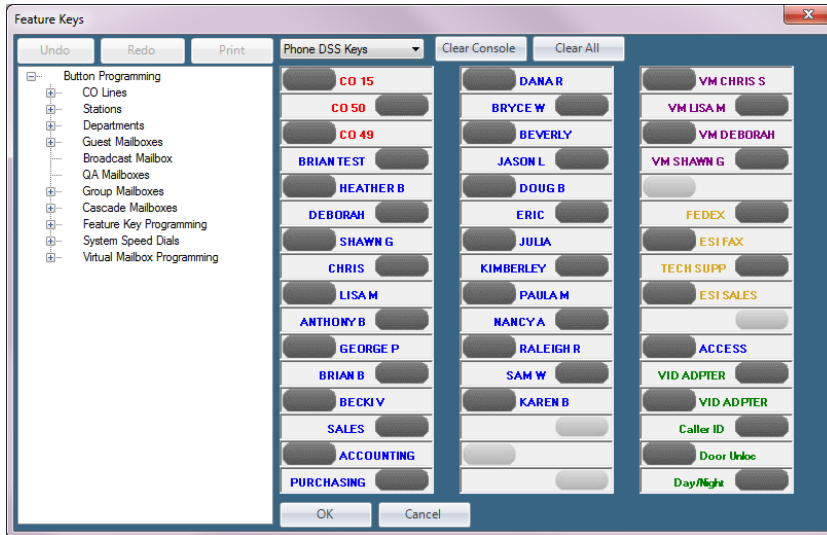 Feature Keys
Undo Redo Print Phone DSS Keys Clear Console Clear All
Button Programming
CO Lines
Stations
Departments
Guest Mailboxes
Broadcast Mailbox
QA Mailboxes
Group Mailboxes
Cascade Mailboxes
Feature Key Programming
System Speed Dials
Virtual Mailbox Programming
CO 15
CO 50
CO 49
BRIAN TEST
HEATHER B
DEBORAH
SHAWN G
CHRIS
LISA M
ANTHONY B
GEORGE P
BRIAN B
BECKI V
SALES
ACCOUNTING
PURCHASING
DANA R
BRYCE W
BEVERLY
JASON L
DOUG B
ERIC
JULIA
KIMBERLEY
PAULA M
NANCY A
RALEIGH R
SAM W
KAREN B
VM CHRIS S
VM LISA M
VM DEBORAH
VM SHAWN G
FEDEX
ESI FAX
TECH SUPP
ESI SALES
ACCESS
VID ADPTER
VID ADPTER
Caller ID
Door Unloc
Day/Night
OK Cancel